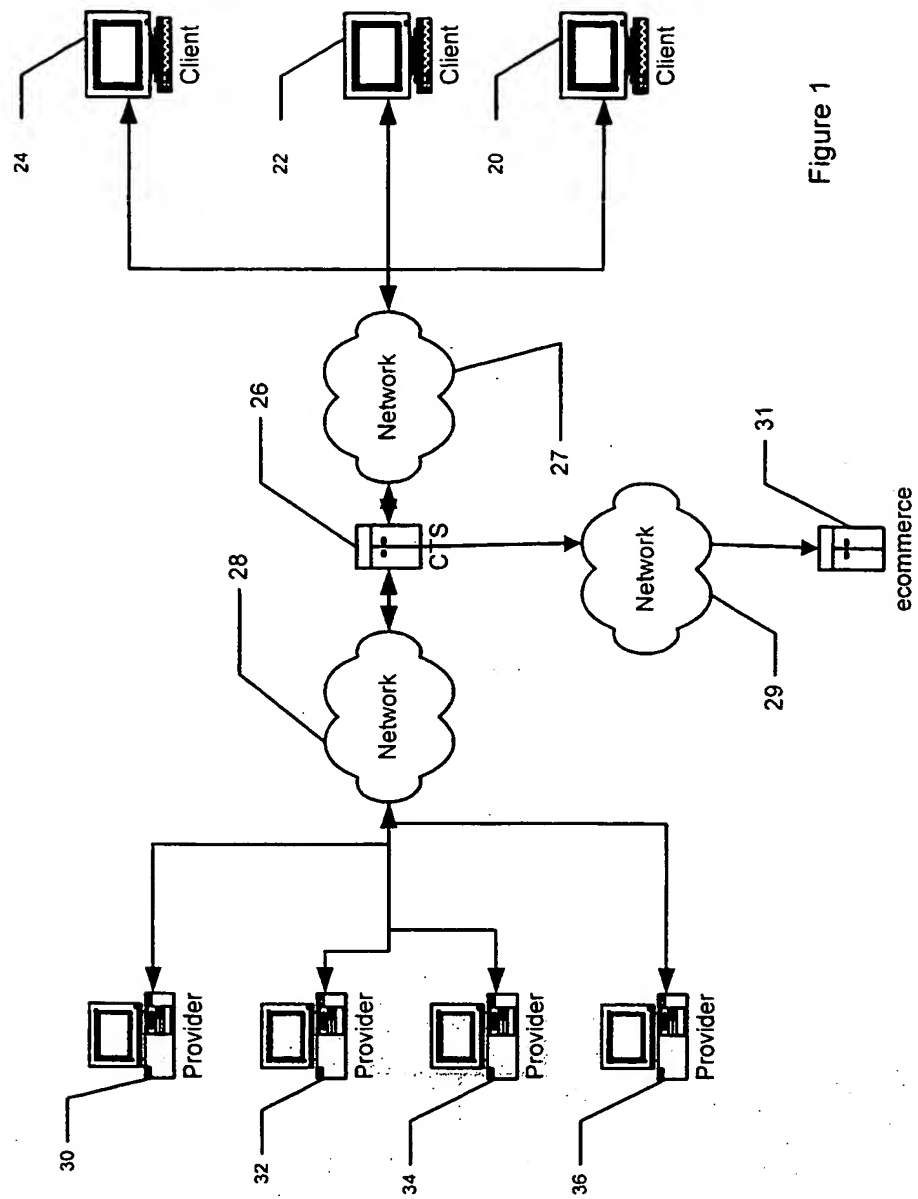 24
Client
22
Client
20
Client
Figure 1
26
Network
27
28
CTS
31
Network
Network
29
ecommerce
30
Provider
32
Provider
34
Provider
36
Provider